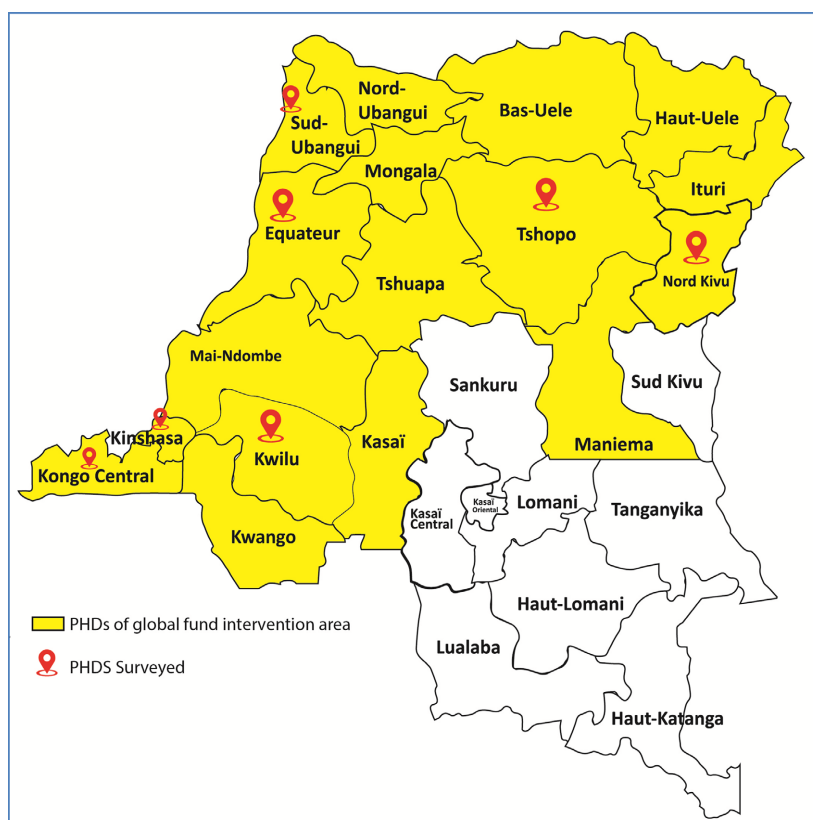 Nord-
Ubangui
Bas-Uele
Haut-Uele
Sud-
Ubangui
Mongala
Ituri
Equateur
Tshopo
Nord Kivu
Tshuapa
Mai-Ndombe
Sankuru
Sud Kivu
Kinshasa
Kasaï
Maniema
Kwilu
Kongo Central
Kasaï
Central
Kasaï
Oriental
Lomani
Tanganyika
Kwango
Haut-Lomani
PHDs of global fund intervention area
Lualaba
PHDS Surveyed
Haut-Katanga